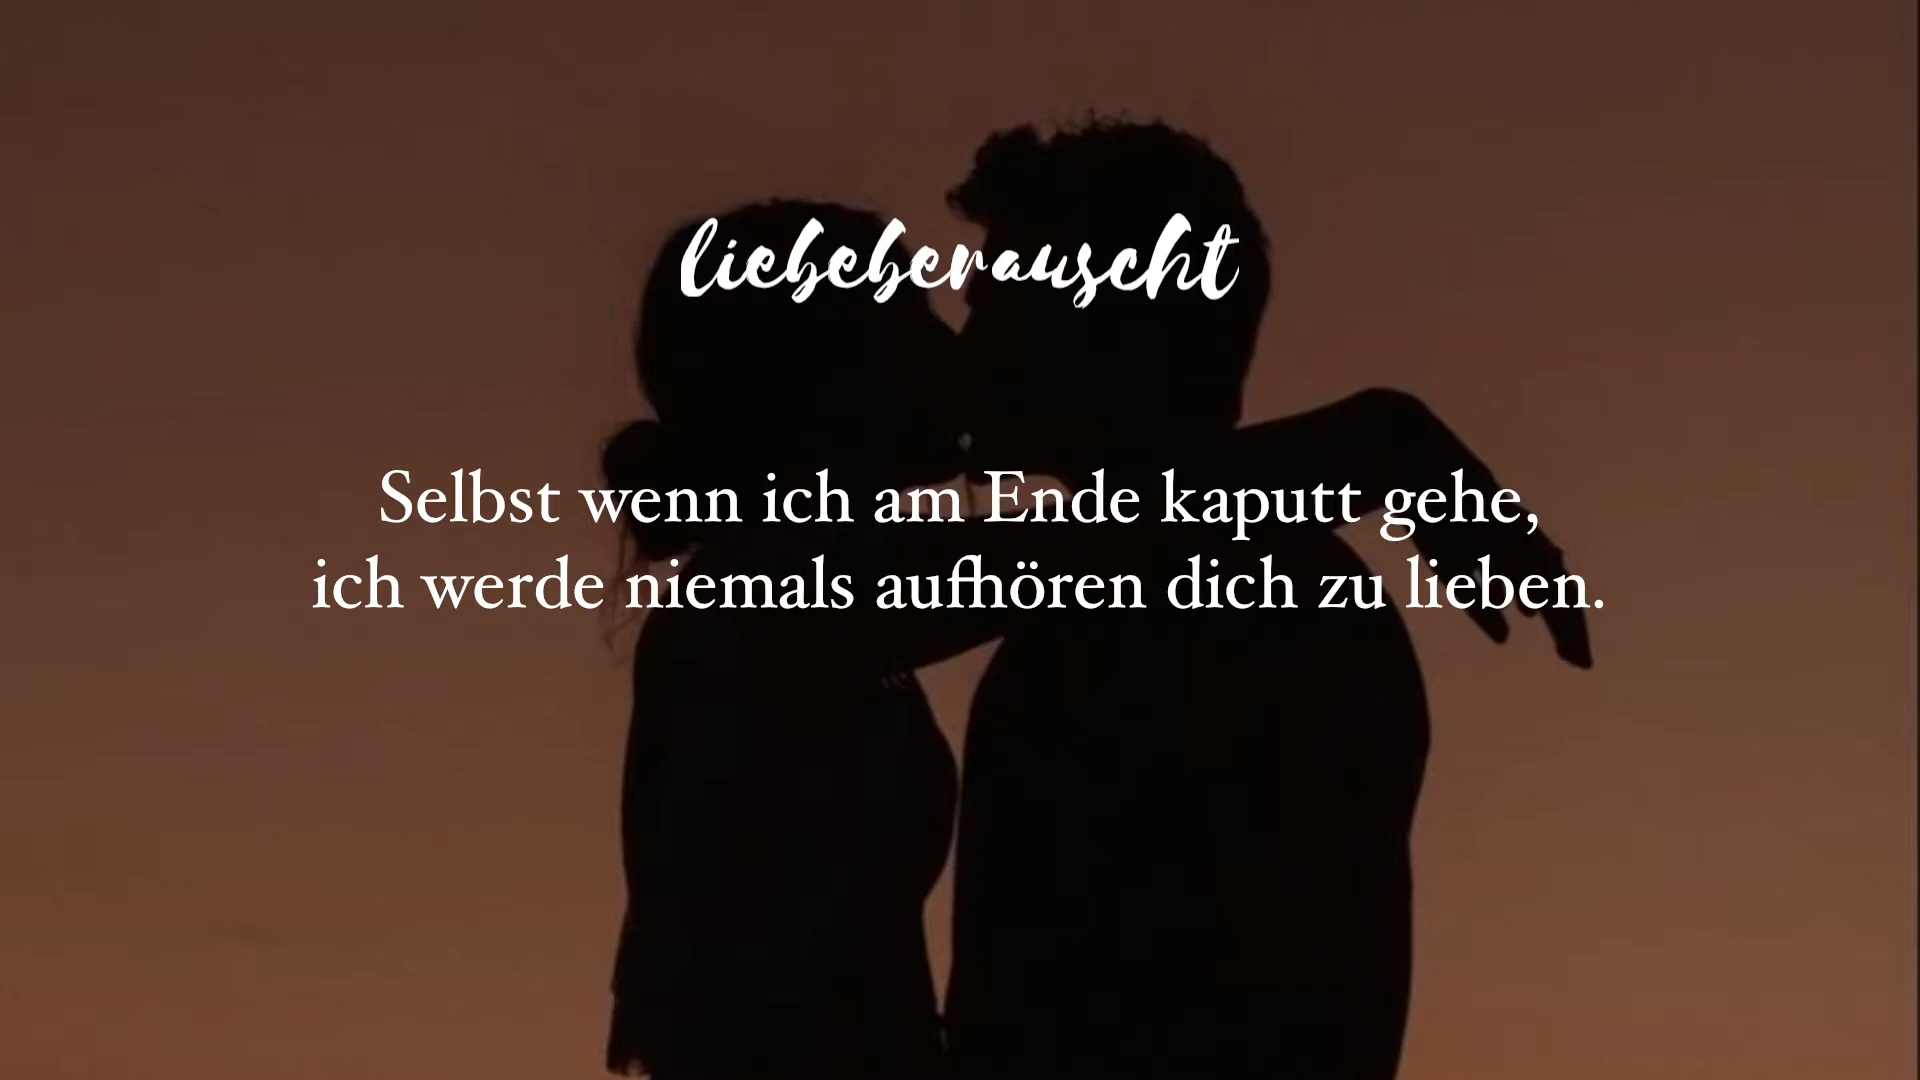 liebeberauscht
Selbst wenn ich am Ende kaputt gehe,
ich werde niemals aufhören dich zu lieben.